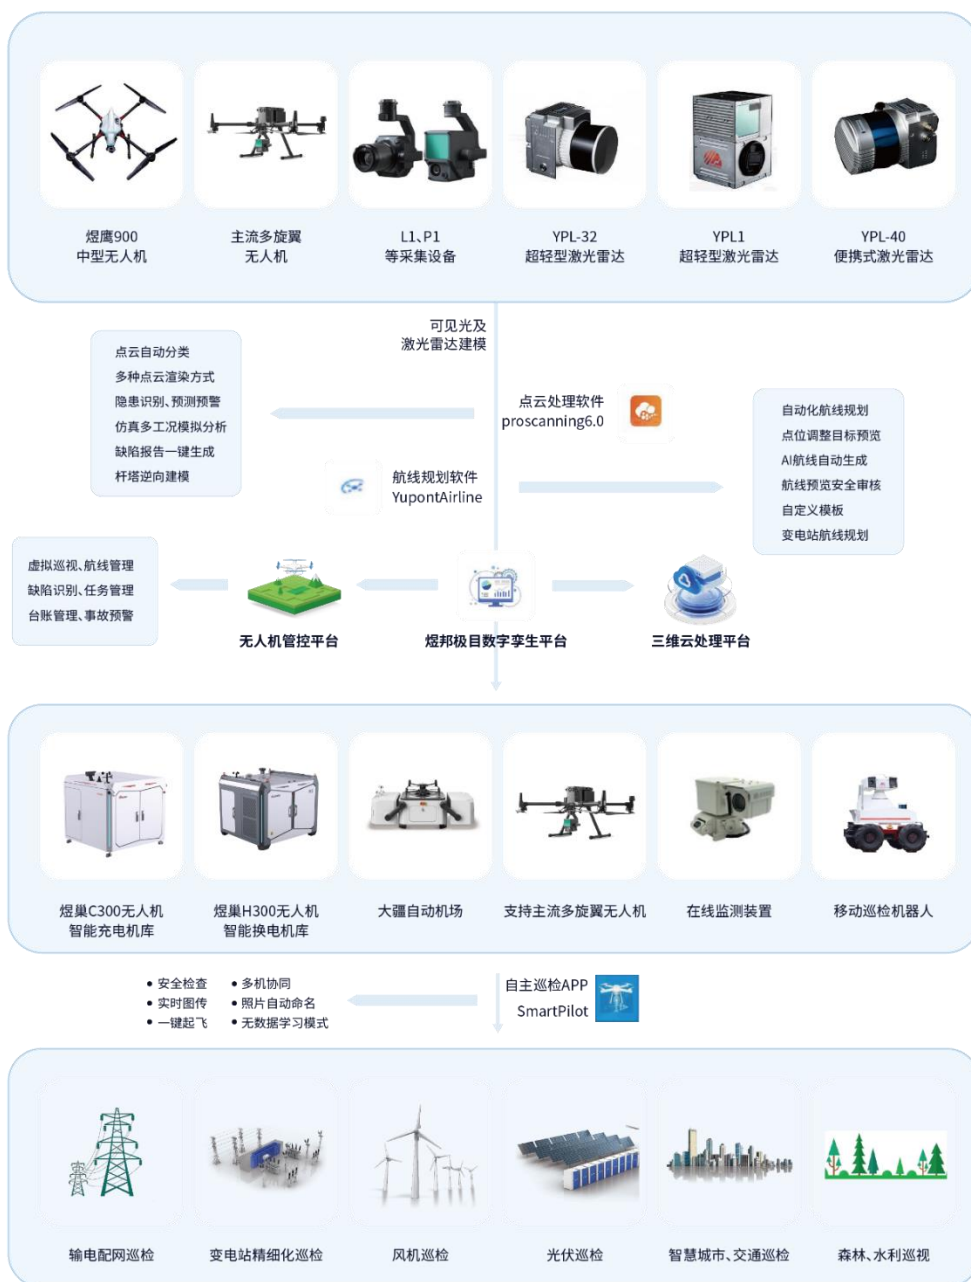 煜鹰900
中型无人机
主流多旋翼
无人机
L1、P1
等采集设备
YPL-32
超轻型激光雷达
YPL1
超轻型激光雷达
YPL-40
便携式激光雷达
可见光及
激光雷达建模
点云自动分类
多种点云渲染方式
隐患识别、预测预警
仿真多工况模拟分析
缺陷报告一键生成
杆塔逆向建模
点云处理软件
proscanning6.0
自动化航线规划
点位调整目标预览
AI航线自动生成
航线预览安全审核
自定义模板
变电站航线规划
航线规划软件
YupontAirline
虚拟巡视、航线管理
缺陷识别、任务管理
台账管理、事故预警
无人机管控平台
煜邦极目数字孪生平台
三维云处理平台
煜巢C300无人机
智能充电机库
煜巢H300无人机
智能换电机库
大疆自动机场
支持主流多旋翼无人机
在线监测装置
移动巡检机器人
• 安全检查
• 实时图传
• 一键起飞
• 多机协同
• 照片自动命名
• 无数据学习模式
自主巡检APP
SmartPilot
输电配网巡检
变电站精细化巡检
风机巡检
光伏巡检
智慧城市、交通巡检
森林、水利巡视